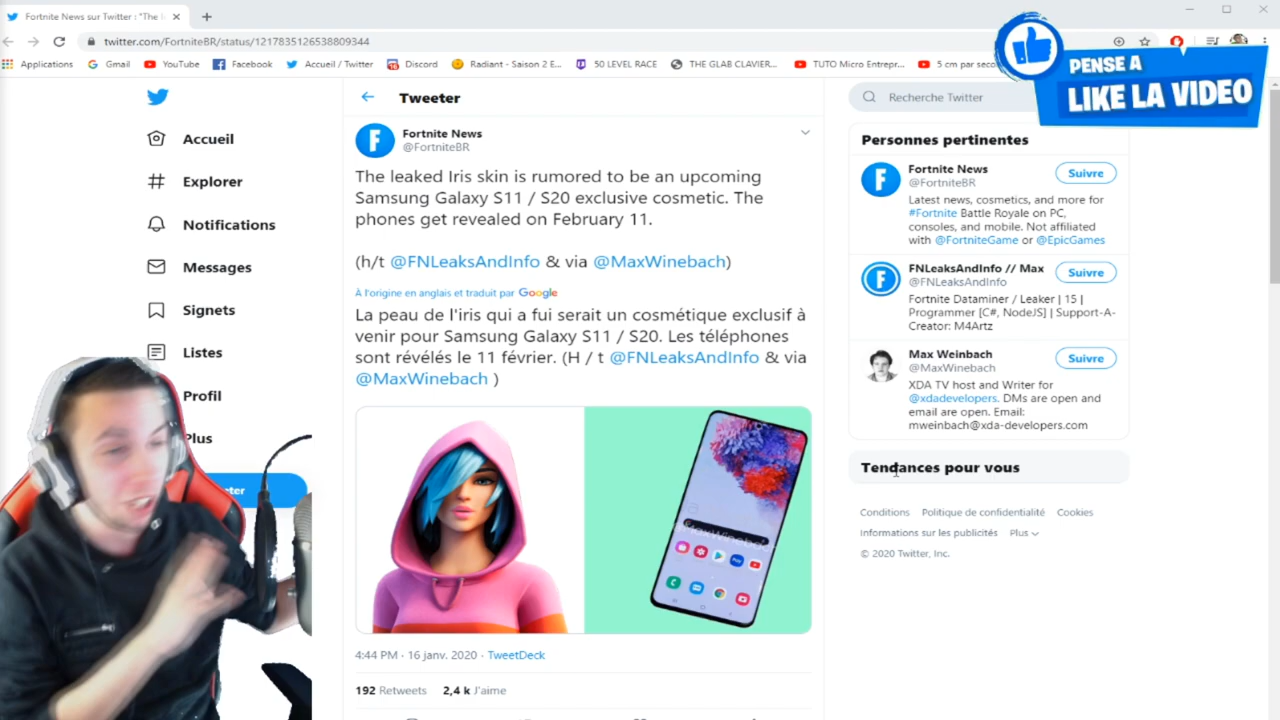 Fortnite News sur Twitter : "The l
twitter.com/FortniteBR/status/1217835126538809344
Applications
Gmail
YouTube
Facebook
Accueil / Twitter
Discord
Radiant - Saison 2 E...
50 LEVEL RACE
THE GLAB CLAVIER...
TUTO Micro Entrepr...
5 cm par seco
PENSE A
LIKE LA VIDEO
Accueil
Explorer
Notifications
Messages
Signets
Listes
Profil
Plus
eter
Tweeter
Fortnite News
@FortniteBR
The leaked Iris skin is rumored to be an upcoming
Samsung Galaxy S11 / S20 exclusive cosmetic. The
phones get revealed on February 11.
(h/t @FNLeaksAndInfo & via @MaxWinebach)
À l'origine en anglais et traduit par Google
La peau de l'iris qui a fui serait un cosmétique exclusif à
venir pour Samsung Galaxy S11 / S20. Les téléphones
sont révélés le 11 février. (H / t @FNLeaksAndInfo & via
@MaxWinebach )
4:44 PM · 16 janv. 2020 · TweetDeck
192 Retweets 2,4 k J'aime
Recherche Twitter
Personnes pertinentes
Fortnite News
@FortniteBR
Suivre
Latest news, cosmetics, and more for
#Fortnite Battle Royale on PC,
consoles, and mobile. Not affiliated
with @FortniteGame or @EpicGames
FNLeaksAndInfo // Max
@FNLeaksAndInfo
Suivre
Fortnite Dataminer / Leaker | 15 |
Programmer [C#, NodeJS] | Support-A-
Creator: M4Artz
Max Weinbach
@MaxWinebach
Suivre
XDA TV host and Writer for
@xdadevelopers. DMs are open and
email are open. Email:
mweinbach@xda-developers.com
Tendances pour vous
Conditions Politique de confidentialité Cookies
Informations sur les publicités Plus
© 2020 Twitter, Inc.